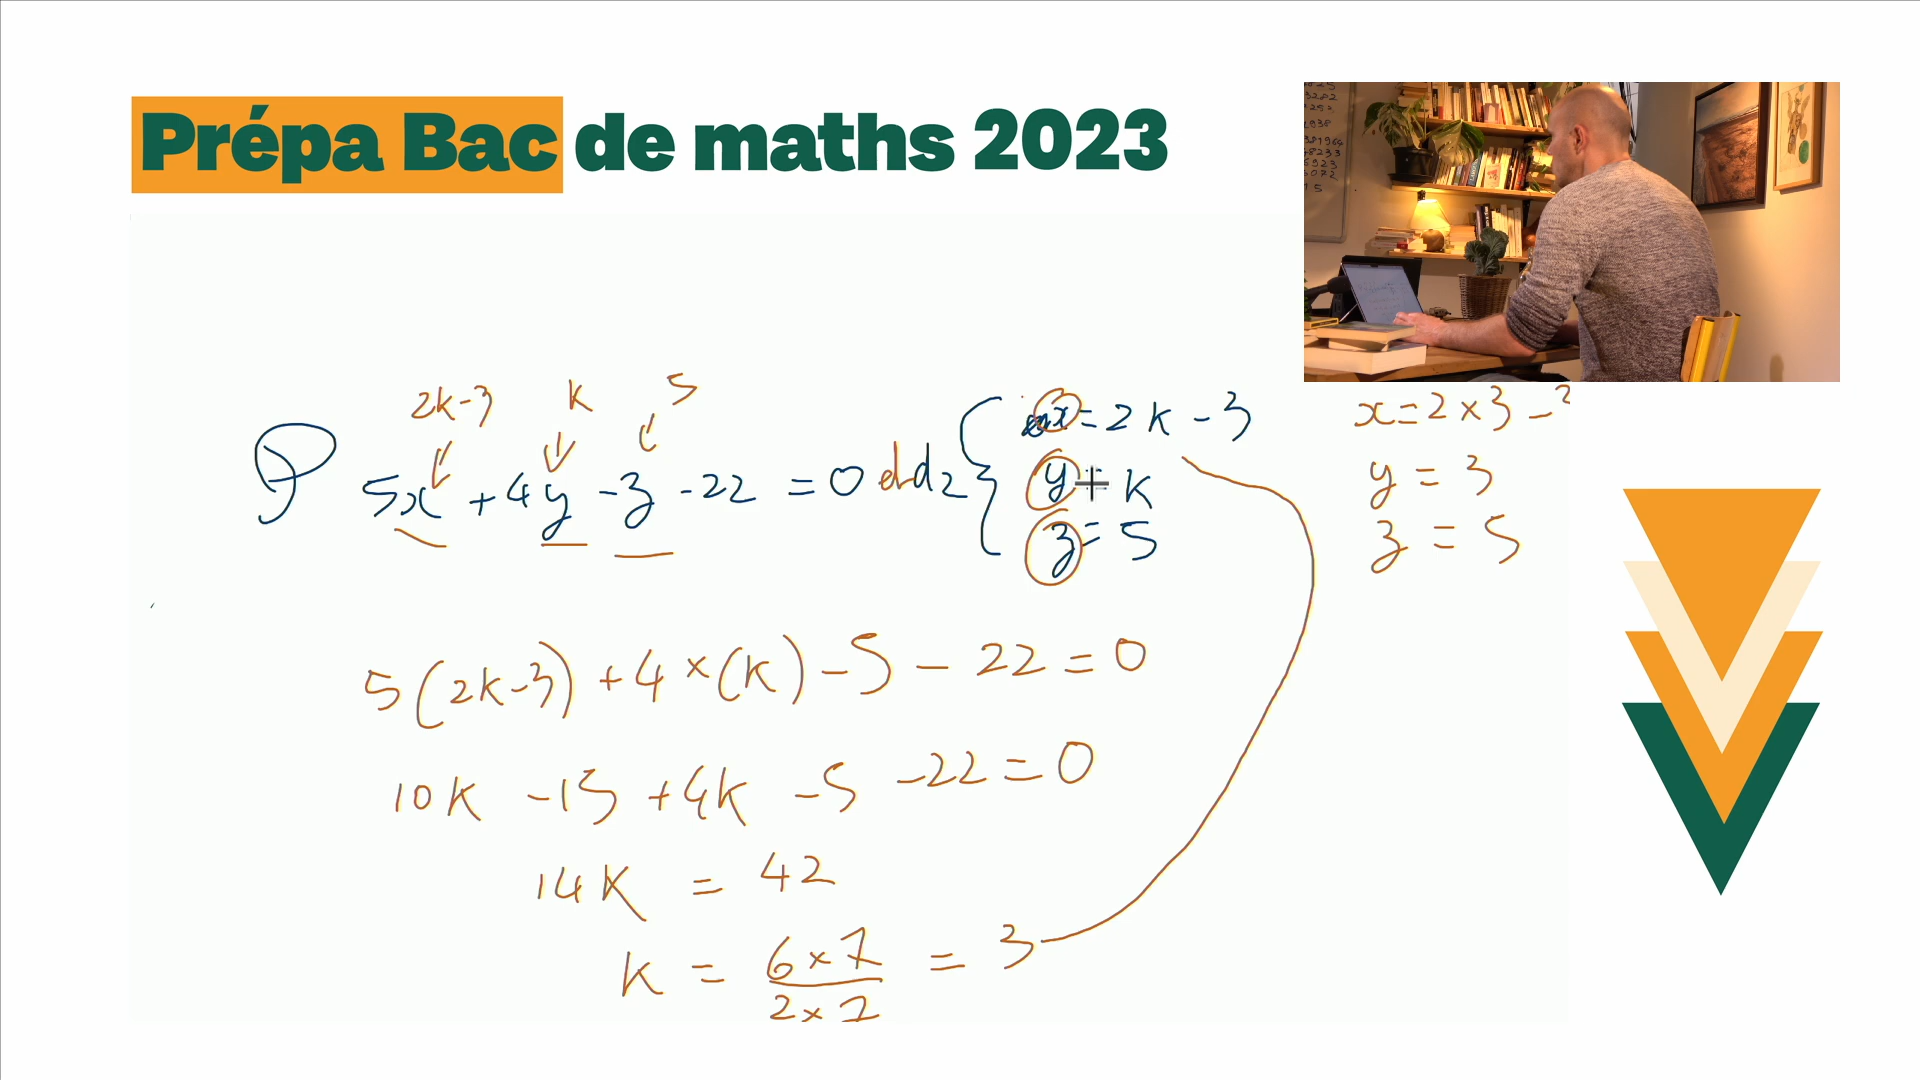 Prépa Bac de maths 2023
2k-3 k 5
P 5x + 4y - z - 22 = 0 d d2 { x = 2k - 3
y = k
z = 5
x = 2 × 3 -
y = 3
z = 5
5(2k-3) + 4 × (k) - 5 - 22 = 0
10k - 15 + 4k - 5 - 22 = 0
14k = 42
k = 6 × 7 / 2 × 7 = 3